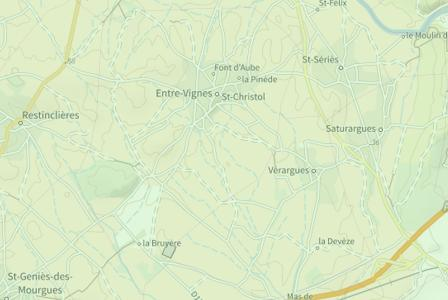 St-Félix
le Moulin d
St-Sériès
Font d'Aube
la Pinède
Entre-Vignes
St-Christol
Restinclières
Saturargues
Vérargues
la Bruyère
la Devèze
St-Geniès-des-
Mourgues
Mas de